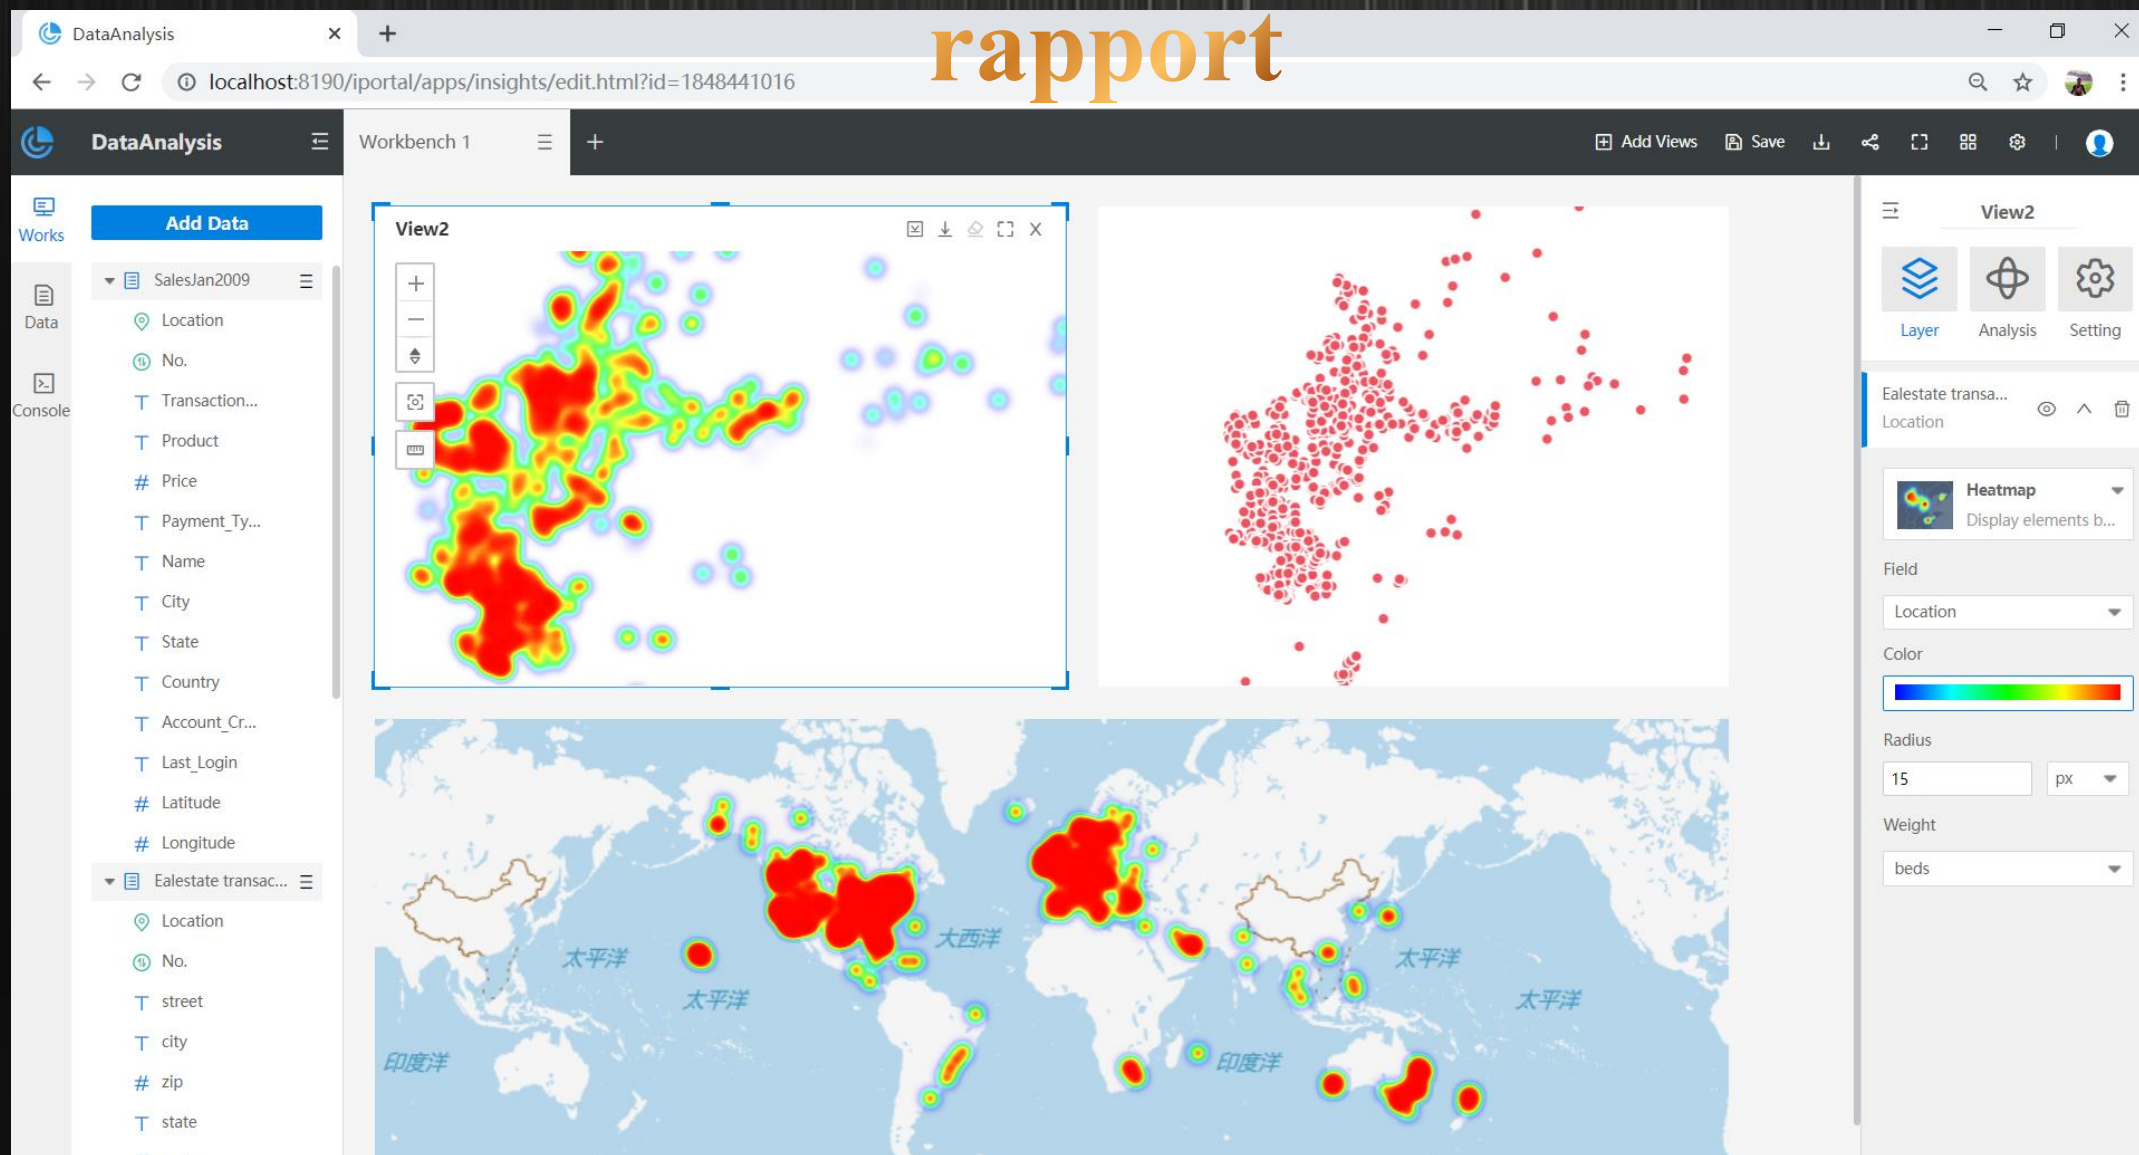 rapport
DataAnalysis
localhost:8190/iportal/apps/insights/edit.html?id=1848441016
DataAnalysis
Workbench 1
Add Views
Save
Works
Data
Console
Add Data
SalesJan2009
Location
No.
Transaction...
Product
Price
Payment_Ty...
Name
City
State
Country
Account_Cr...
Last_Login
Latitude
Longitude
Ealestate transac...
Location
No.
street
city
zip
state
View2
太平洋
太平洋
大西洋
太平洋
太平洋
印度洋
印度洋
View2
Layer
Analysis
Setting
Ealestate transa...
Location
Heatmap
Display elements b...
Field
Location
Color
Radius
15
px
Weight
beds